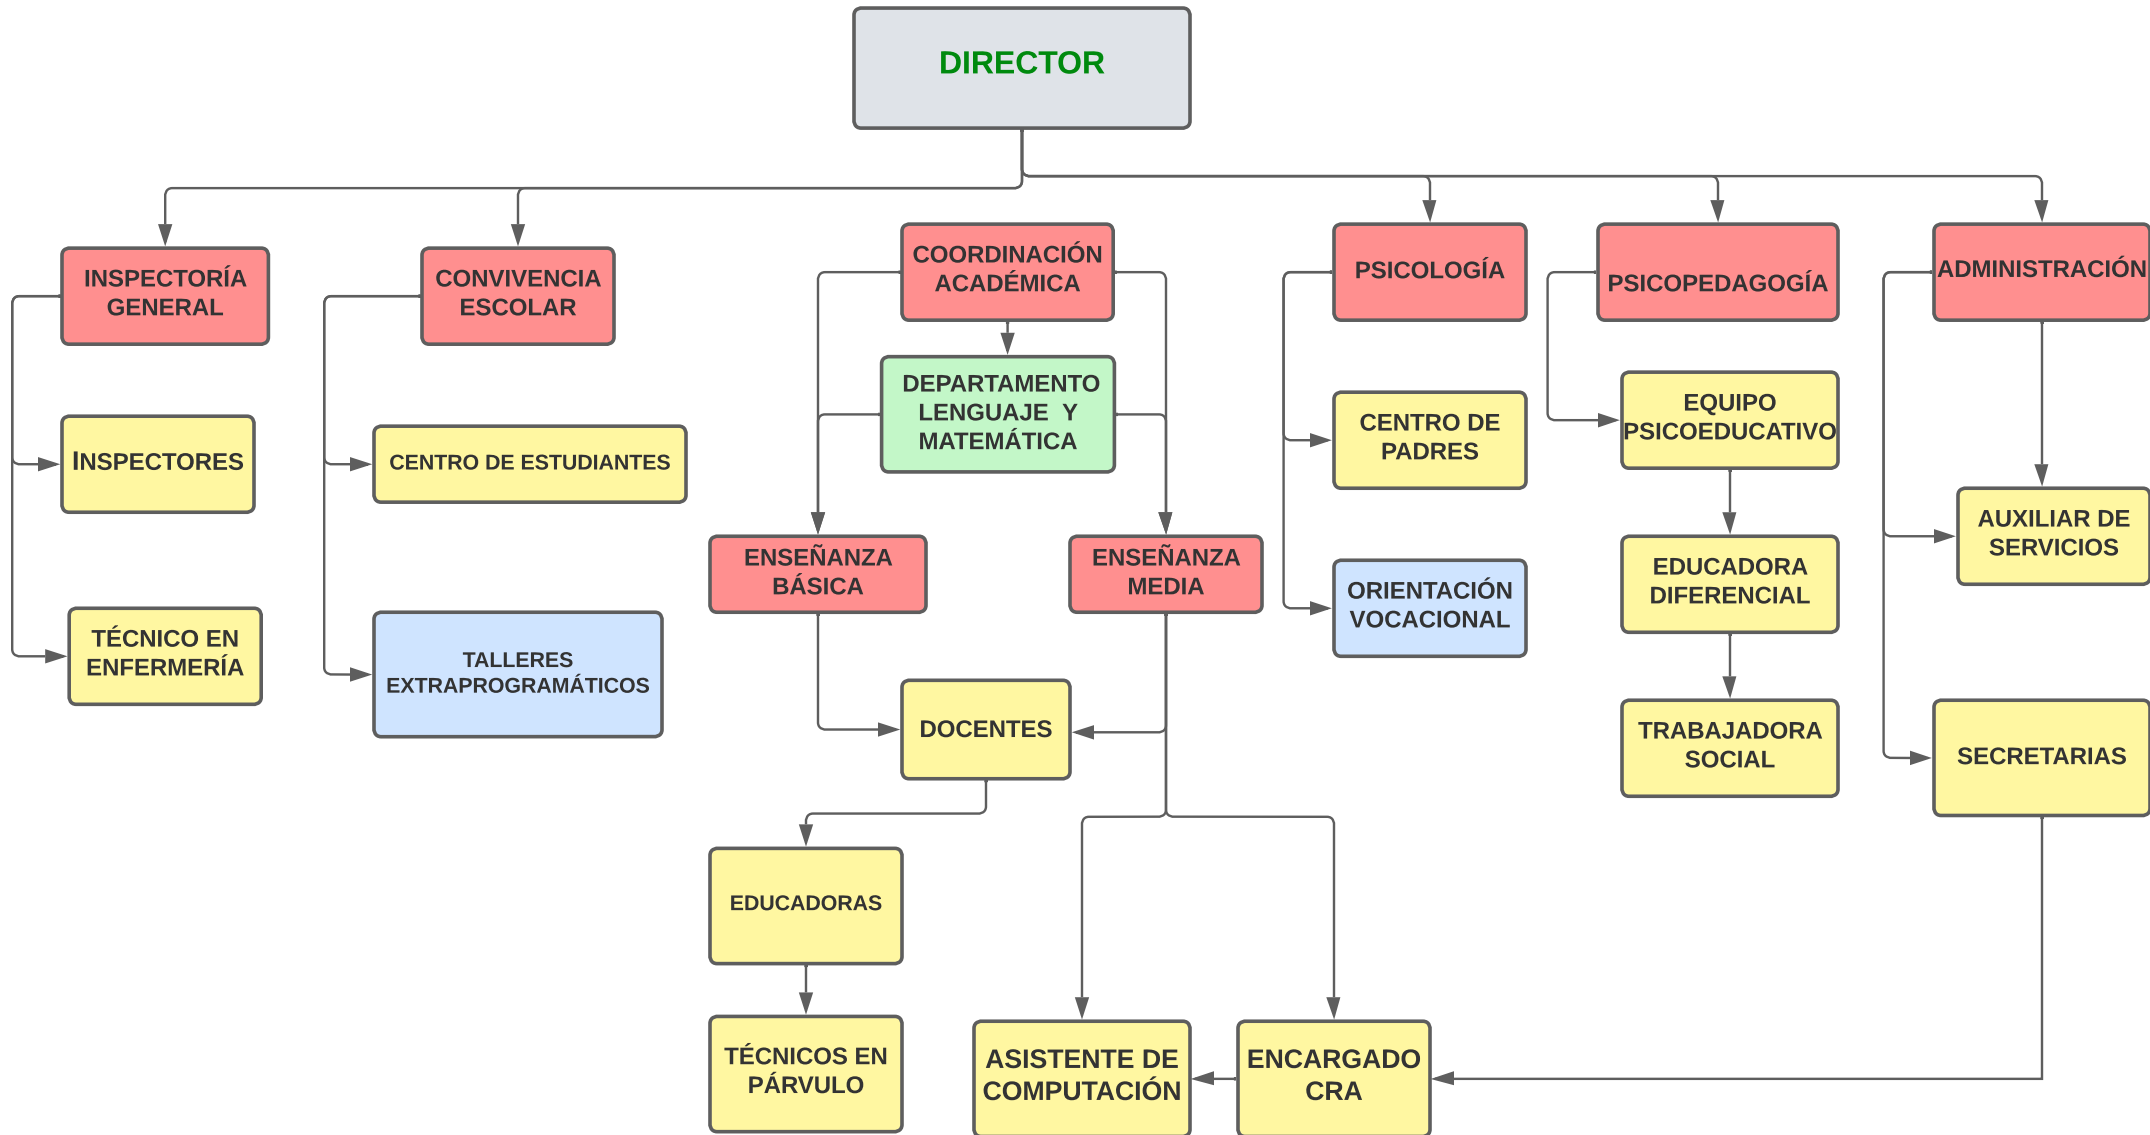 DIRECTOR
INSPECTORÍA
GENERAL
CONVIVENCIA
ESCOLAR
COORDINACIÓN
ACADÉMICA
PSICOLOGÍA
PSICOPEDAGOGÍA
ADMINISTRACIÓN
DEPARTAMENTO
LENGUAJE Y
MATEMÁTICA
INSPECTORES
CENTRO DE ESTUDIANTES
CENTRO DE
PADRES
EQUIPO
PSICOEDUCATIVO
AUXILIAR DE
SERVICIOS
ENSEÑANZA
BÁSICA
ENSEÑANZA
MEDIA
ORIENTACIÓN
VOCACIONAL
EDUCADORA
DIFERENCIAL
TÉCNICO EN
ENFERMERÍA
TALLERES
EXTRAPROGRAMÁTICOS
DOCENTES
TRABAJADORA
SOCIAL
SECRETARIAS
EDUCADORAS
TÉCNICOS EN
PÁRVULO
ASISTENTE DE
COMPUTACIÓN
ENCARGADO
CRA